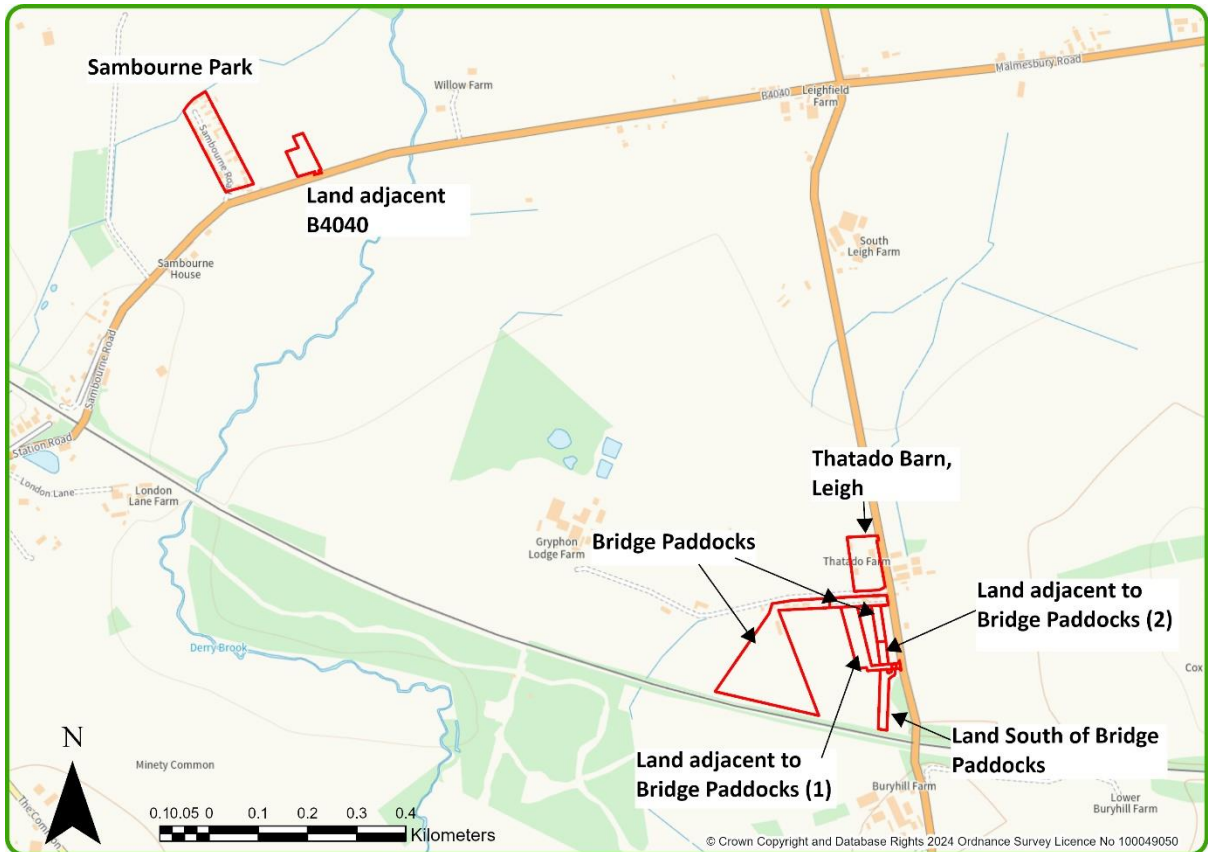 Sambourne Park
Willow Farm
Malmesbury Road
B4040
Leighfield
Farm
Sambourne Road
Land adjacent
B4040
South
Leigh Farm
Sambourne
House
Sambourne Road
Station Road
London Lane
London
Lane Farm
Thatado Barn,
Leigh
Gryphon
Lodge Farm
Bridge Paddocks
Thatado Farm
Land adjacent to
Bridge Paddocks (2)
Derry Brook
Cox
N
Minety Common
Land adjacent to
Bridge Paddocks (1)
Land South of Bridge
Paddocks
Buryhill Farm
Lower
Buryhill Farm
The Common
0.10.05 0 0.1 0.2 0.3 0.4
Kilometers
© Crown Copyright and Database Rights 2024 Ordnance Survey Licence No 100049050